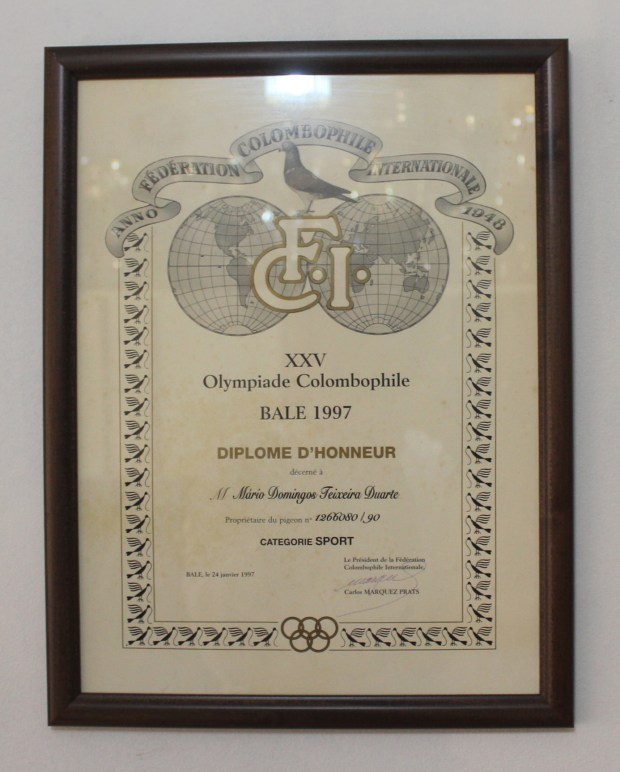 ANNO FÉDÉRATION COLOMBOPHILE INTERNATIONALE 1948
F.C.I.
XXV
Olympiade Colombophile
BALE 1997
DIPLOME D'HONNEUR
décerné à
M Mário Domingos Teixeira Duarte
Propriétaire du pigeon nº 1266080/90
CATEGORIE SPORT
Le Président de la Fédération
BALE, le 24 janvier 1997
Colombophile Internationale,
Carlos MARQUEZ PRATS